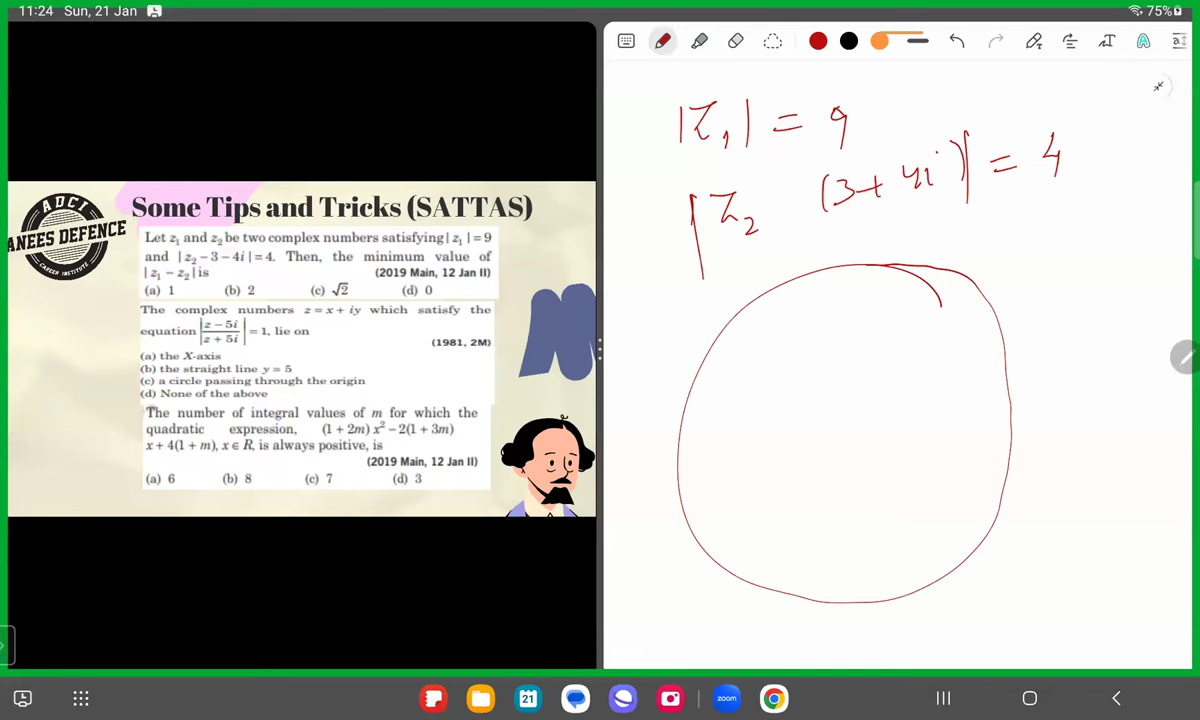 11:24 Sun, 21 Jan
75%
ADCI
ANEES DEFENCE
CAREER INSTITUTE
Some Tips and Tricks (SATTAS)
Let z₁ and z₂ be two complex numbers satisfying | z₁ | = 9
and | z₂ – 3 – 4i | = 4. Then, the minimum value of
| z₁ – z₂ | is (2019 Main, 12 Jan II)
(a) 1 (b) 2 (c) √2 (d) 0
The complex numbers z = x + iy which satisfy the
equation |(z – 5i)/(z + 5i)| = 1, lie on
(1981, 2M)
(a) the X-axis
(b) the straight line y = 5
(c) a circle passing through the origin
(d) None of the above
The number of integral values of m for which the
quadratic expression, (1 + 2m) x² – 2(1 + 3m)
x + 4(1 + m), x ∈ R, is always positive, is
(2019 Main, 12 Jan II)
(a) 6 (b) 8 (c) 7 (d) 3
|z₁| = 9
|z₂ (3 + 4i)| = 4
21
zoom